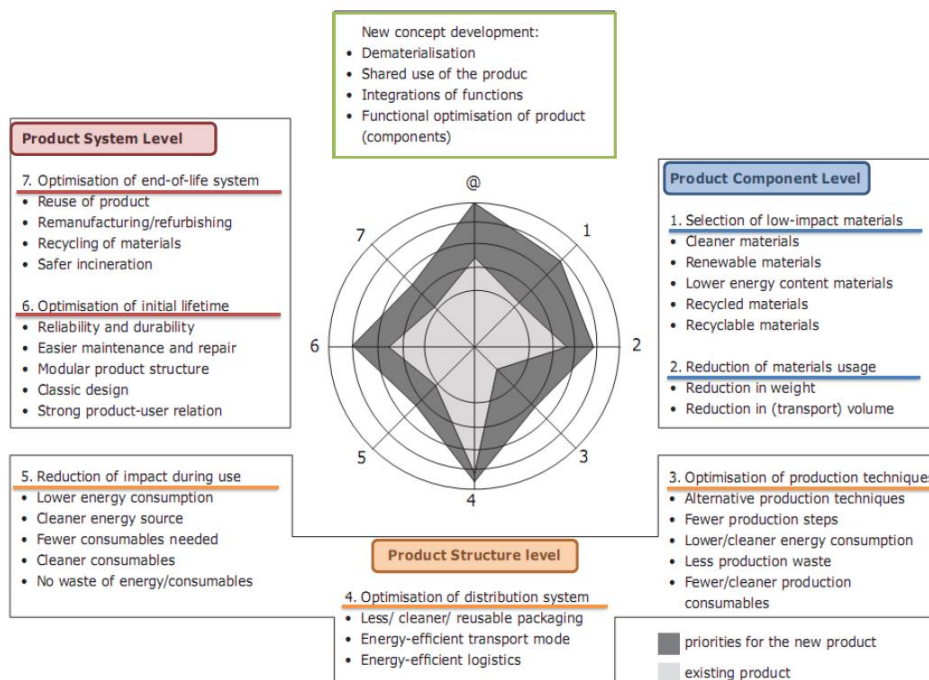 New concept development:
• Dematerialisation
• Shared use of the produc
• Integrations of functions
• Functional optimisation of product
(components)
Product System Level
7. Optimisation of end-of-life system
• Reuse of product
• Remanufacturing/refurbishing
• Recycling of materials
• Safer incineration
6. Optimisation of initial lifetime
• Reliability and durability
• Easier maintenance and repair
• Modular product structure
• Classic design
• Strong product-user relation
@
1
2
3
4
5
6
7
Product Component Level
1. Selection of low-impact materials
• Cleaner materials
• Renewable materials
• Lower energy content materials
• Recycled materials
• Recyclable materials
2. Reduction of materials usage
• Reduction in weight
• Reduction in (transport) volume
5. Reduction of impact during use
• Lower energy consumption
• Cleaner energy source
• Fewer consumables needed
• Cleaner consumables
• No waste of energy/consumables
Product Structure level
4. Optimisation of distribution system
• Less/ cleaner/ reusable packaging
• Energy-efficient transport mode
• Energy-efficient logistics
3. Optimisation of production techniques
• Alternative production techniques
• Fewer production steps
• Lower/cleaner energy consumption
• Less production waste
• Fewer/cleaner production
consumables
priorities for the new product
existing product